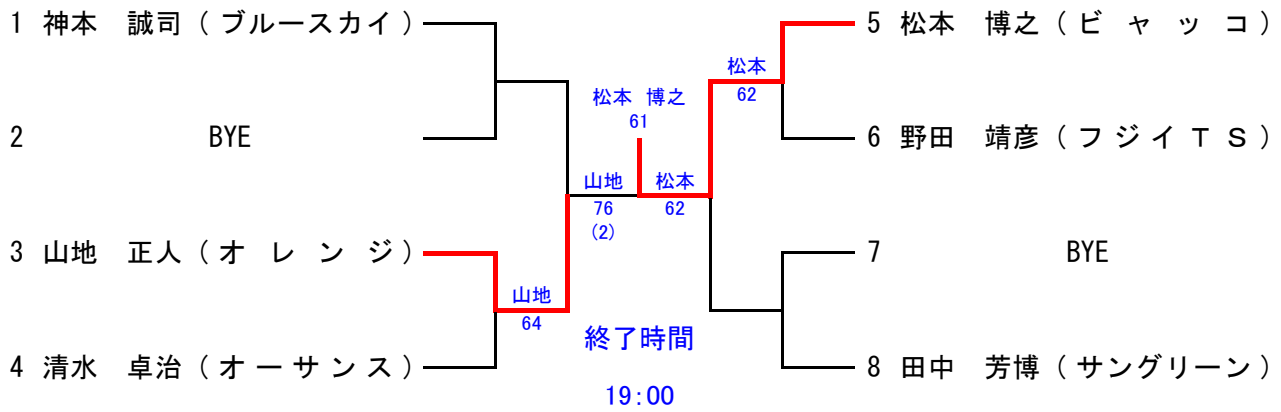 1 神本 誠司 ( ブルースカイ )
2 BYE
3 山地 正人 ( オ レ ン ジ )
4 清水 卓治 ( オ ー サ ン ス )
山地
64
山地
76
(2)
松本 博之
61
松本
62
松本
62
終了時間
19:00
5 松本 博之 ( ビ ャ ッ コ )
6 野田 靖彦 ( フ ジ イ T S )
7 BYE
8 田中 芳博 ( サングリーン )